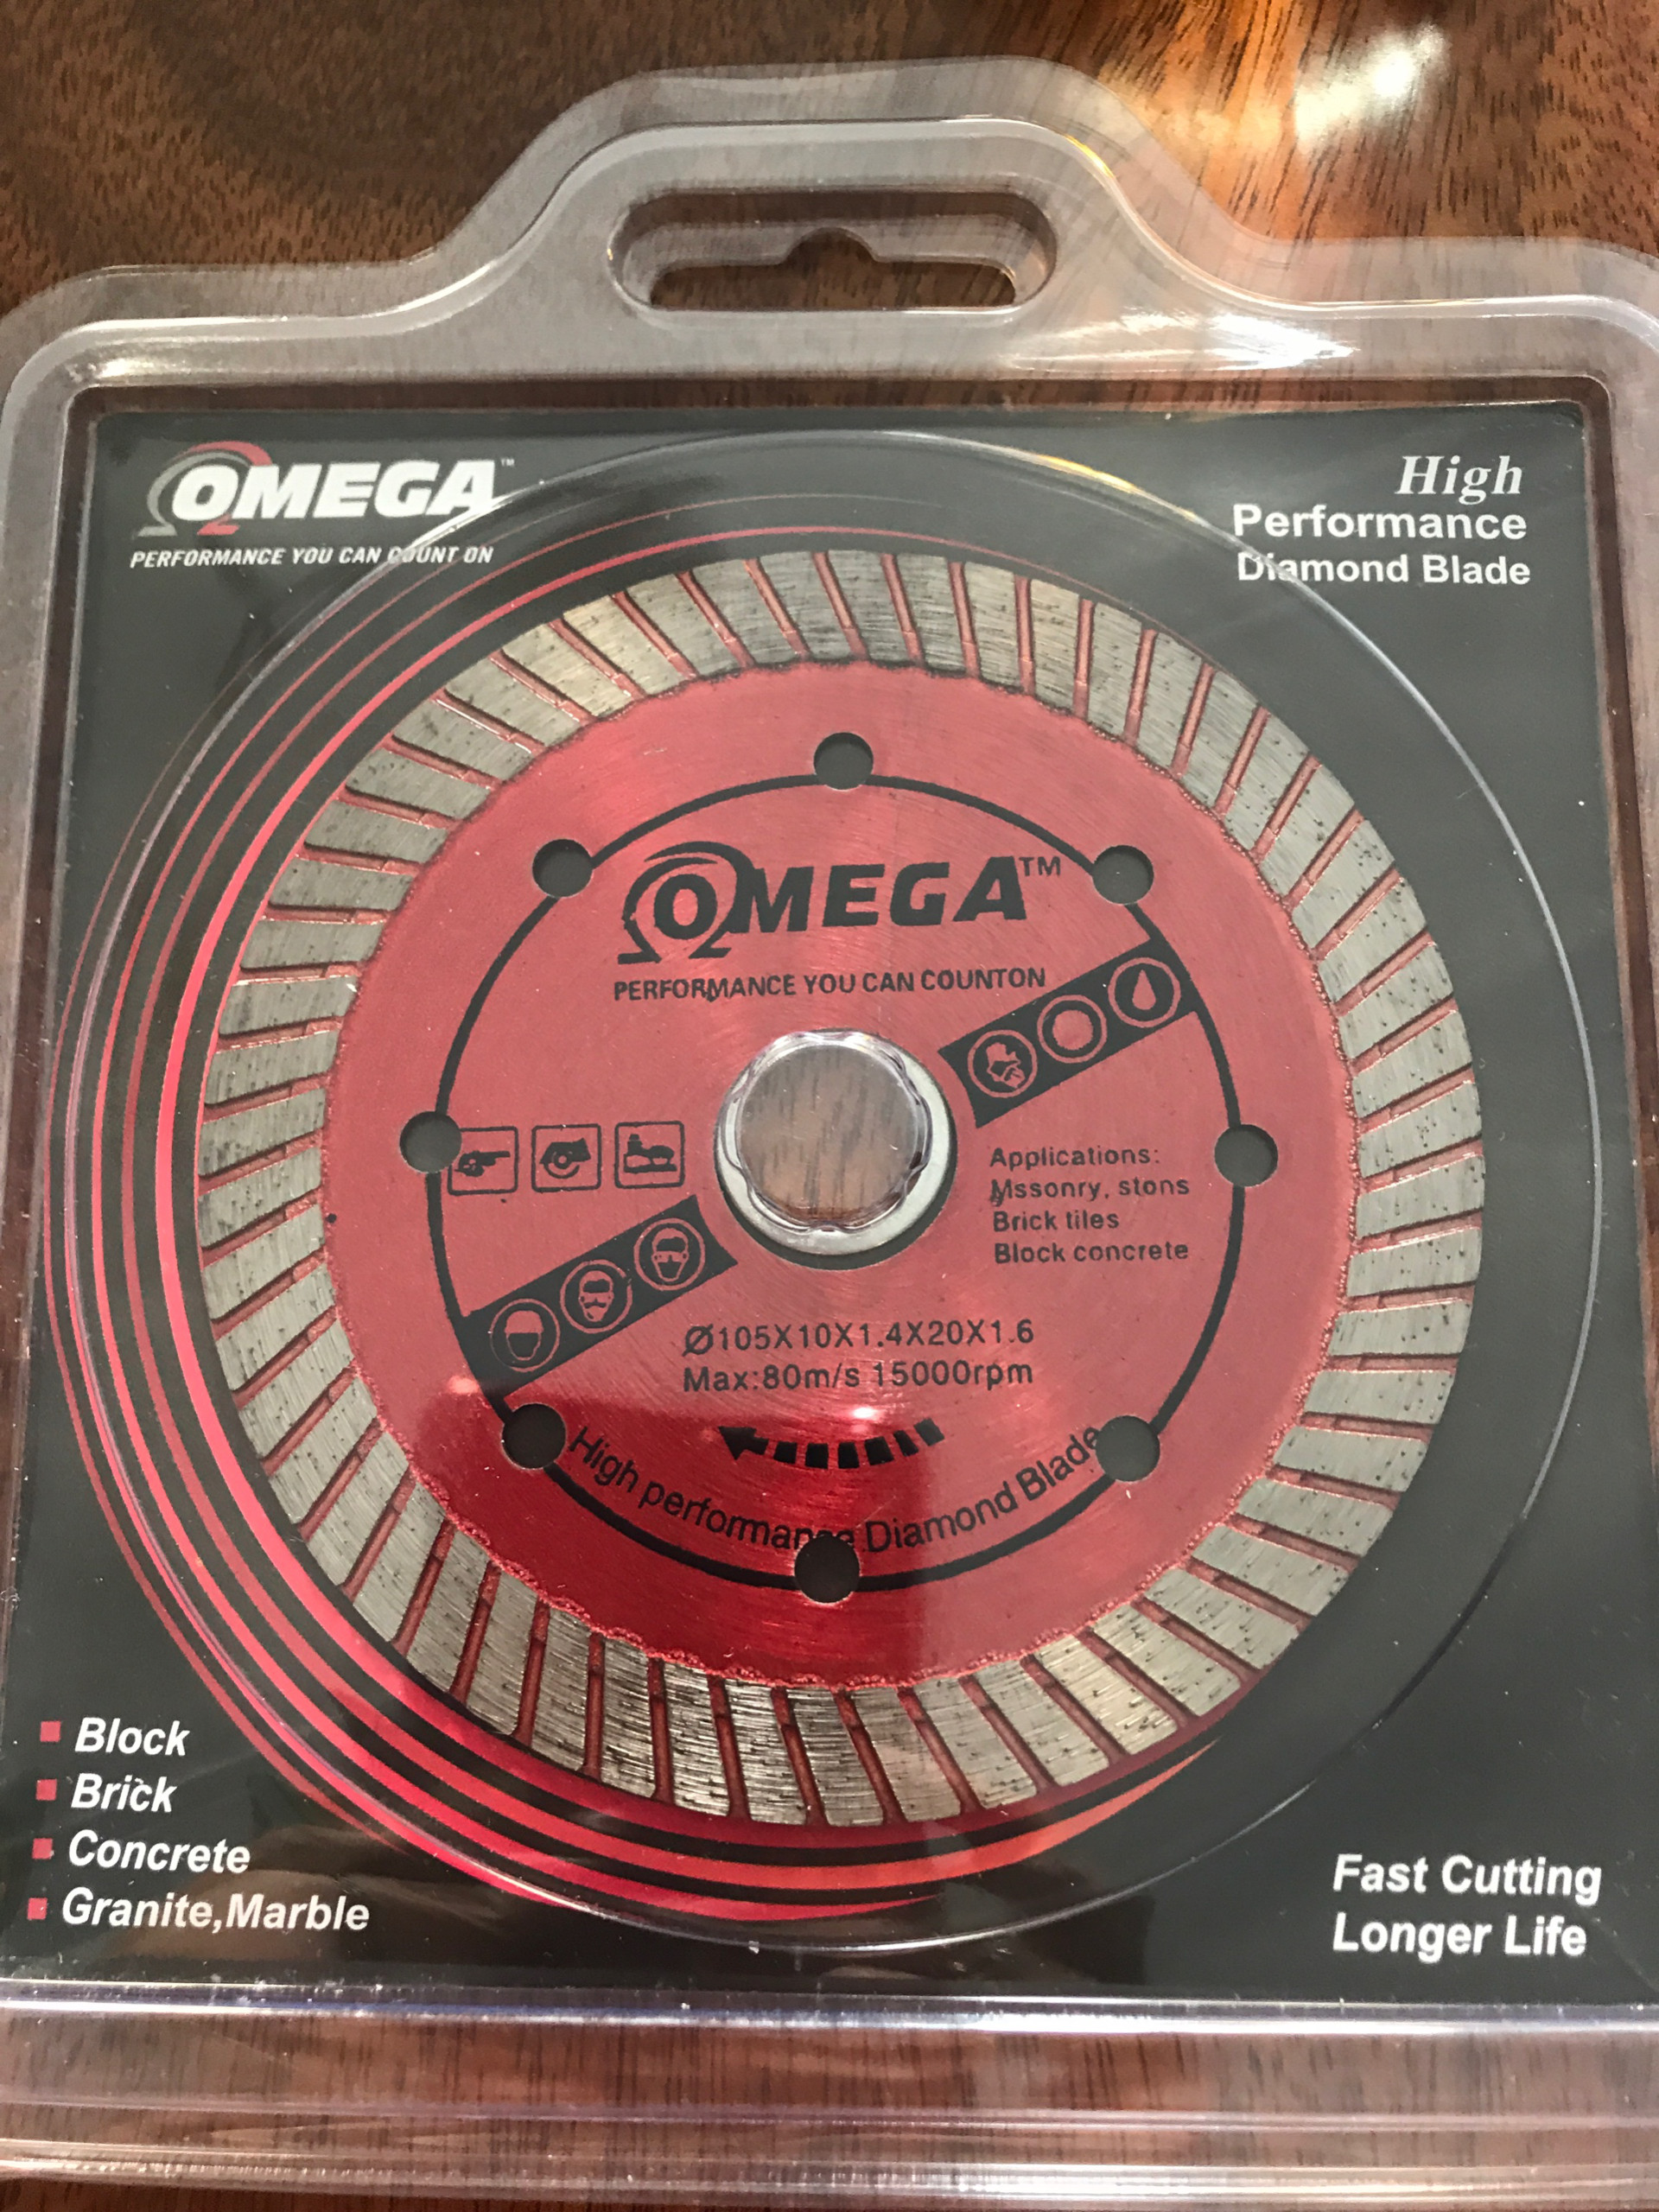 OMEGA™
PERFORMANCE YOU CAN COUNT ON
High
Performance
Diamond Blade
OMEGA™
PERFORMANCE YOU CAN COUNTON
Applications:
Mssonry, stons
Brick tiles
Block concrete
Ø105X10X1.4X20X1.6
Max:80m/s 15000rpm
High performance Diamond Blade
Block
Brick
Concrete
Granite,Marble
Fast Cutting
Longer Life